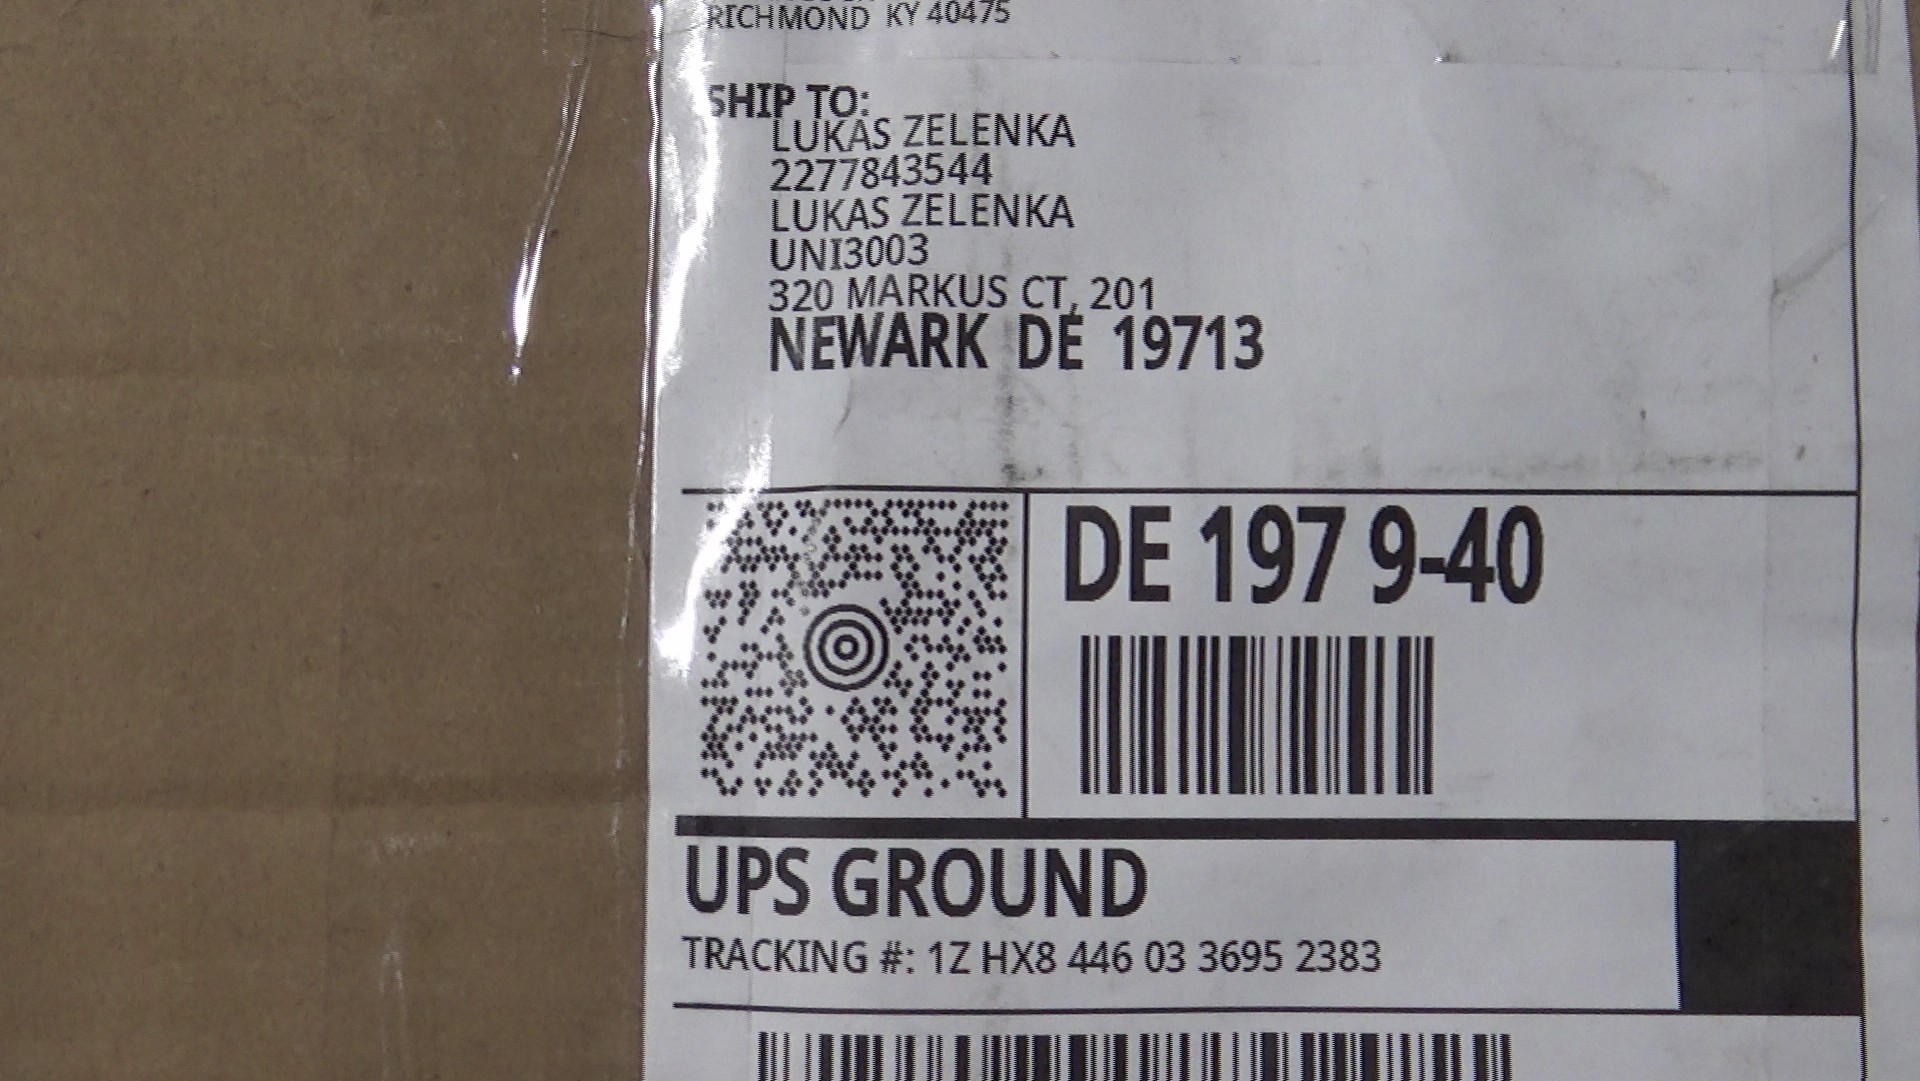 RICHMOND KY 40475
SHIP TO:
LUKAS ZELENKA
2277843544
LUKAS ZELENKA
UNI3003
320 MARKUS CT, 201
NEWARK DE 19713
DE 197 9-40
UPS GROUND
TRACKING #: 1Z HX8 446 03 3695 2383